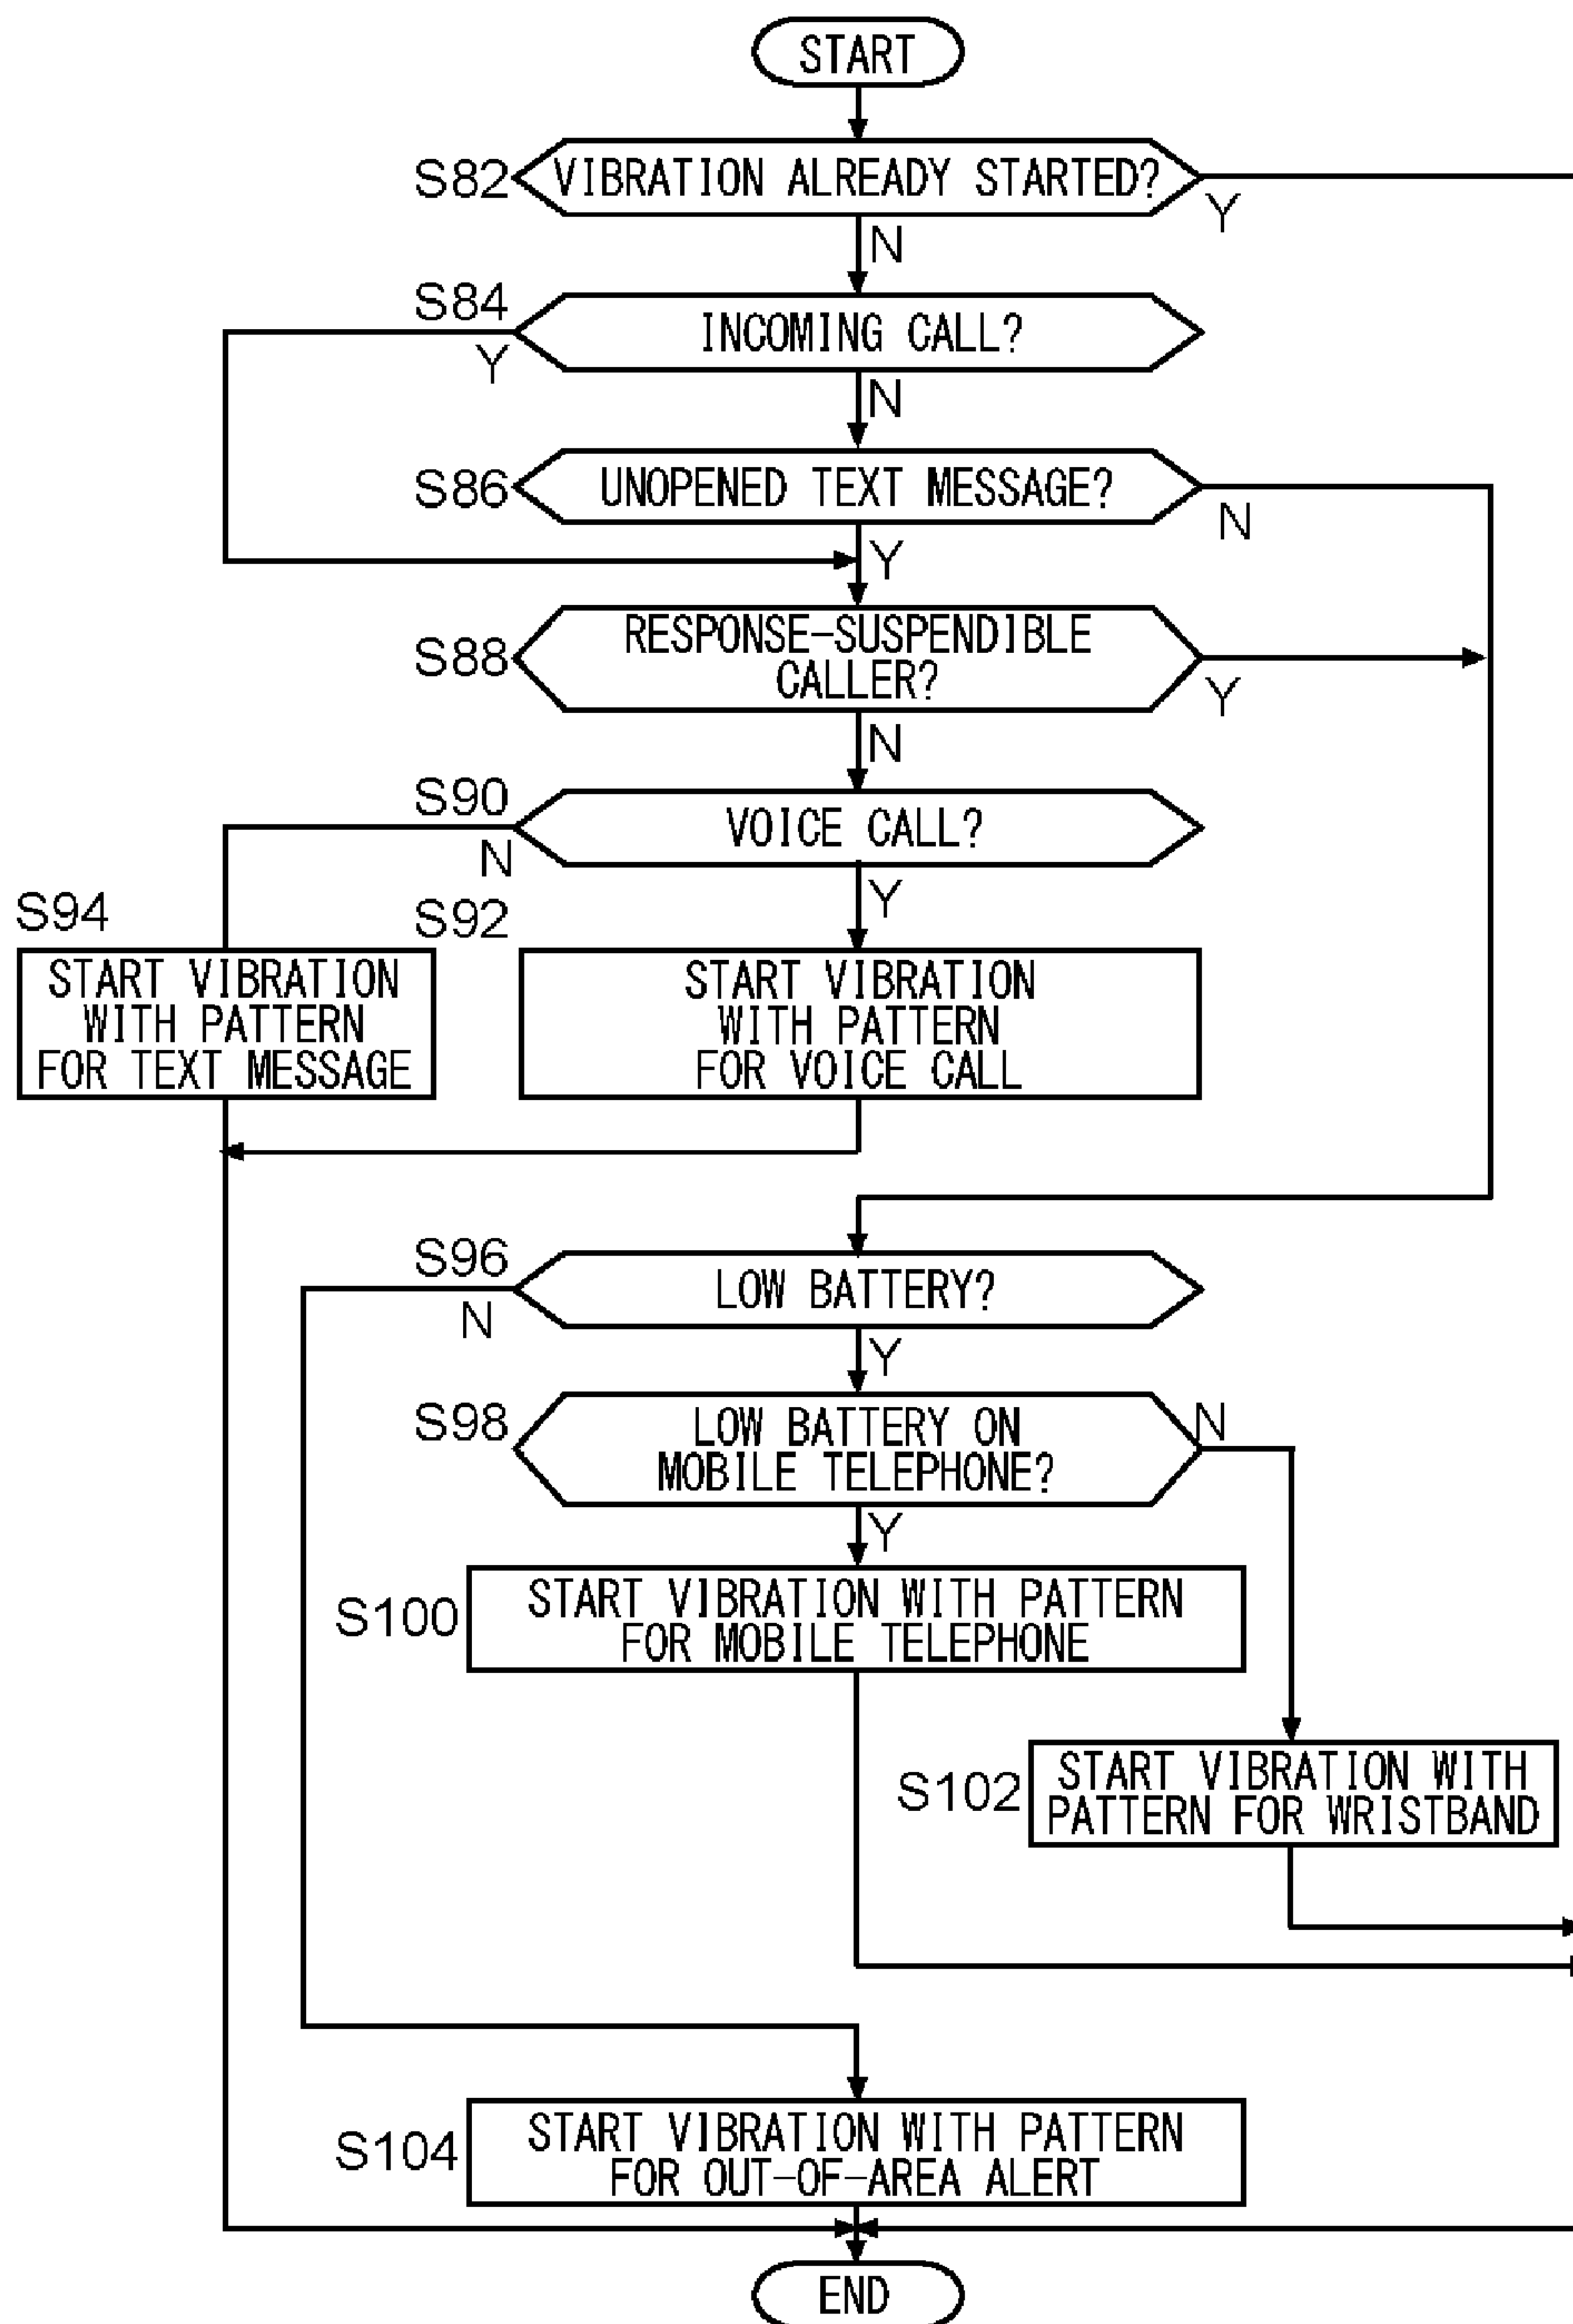 START
S82
VIBRATION ALREADY STARTED?
Y
N
S84
INCOMING CALL?
Y
N
S86
UNOPENED TEXT MESSAGE?
N
Y
S88
RESPONSE-SUSPENDIBLE
CALLER?
Y
N
S90
VOICE CALL?
N
Y
S94
START VIBRATION
WITH PATTERN
FOR TEXT MESSAGE
S92
START VIBRATION
WITH PATTERN
FOR VOICE CALL
S96
LOW BATTERY?
N
Y
S98
LOW BATTERY ON
MOBILE TELEPHONE?
N
Y
S100
START VIBRATION WITH PATTERN
FOR MOBILE TELEPHONE
S102
START VIBRATION WITH
PATTERN FOR WRISTBAND
S104
START VIBRATION WITH PATTERN
FOR OUT-OF-AREA ALERT
END